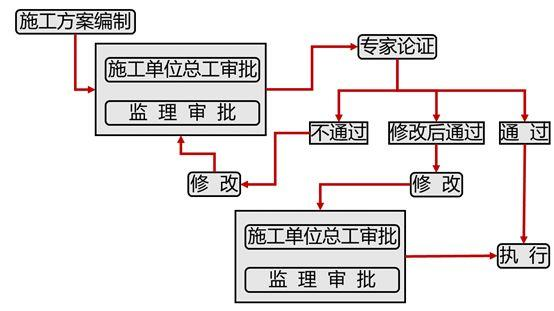 施工方案编制
施工单位总工审批
监 理 审 批
专家论证
不通过
修改后通过
通 过
修 改
修 改
施工单位总工审批
监 理 审 批
执 行